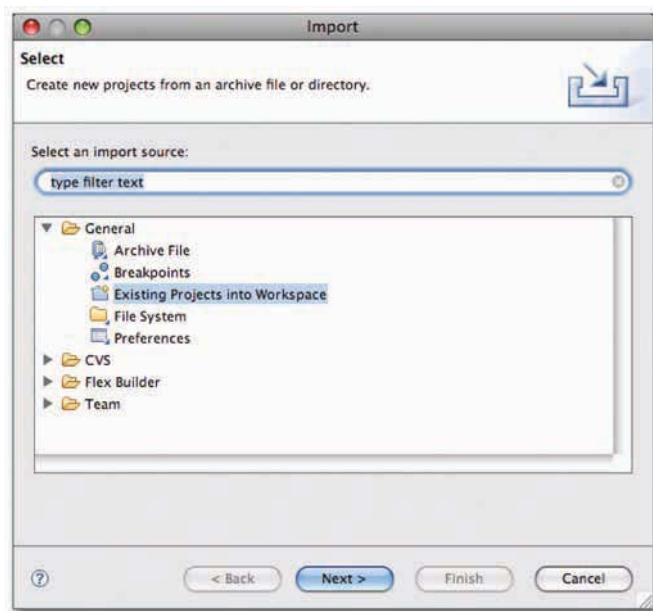 Import
Select
Create new projects from an archive file or directory.
Select an import source:
type filter text
General
Archive File
Breakpoints
Existing Projects into Workspace
File System
Preferences
CVS
Flex Builder
Team
?
< Back Next > Finish Cancel